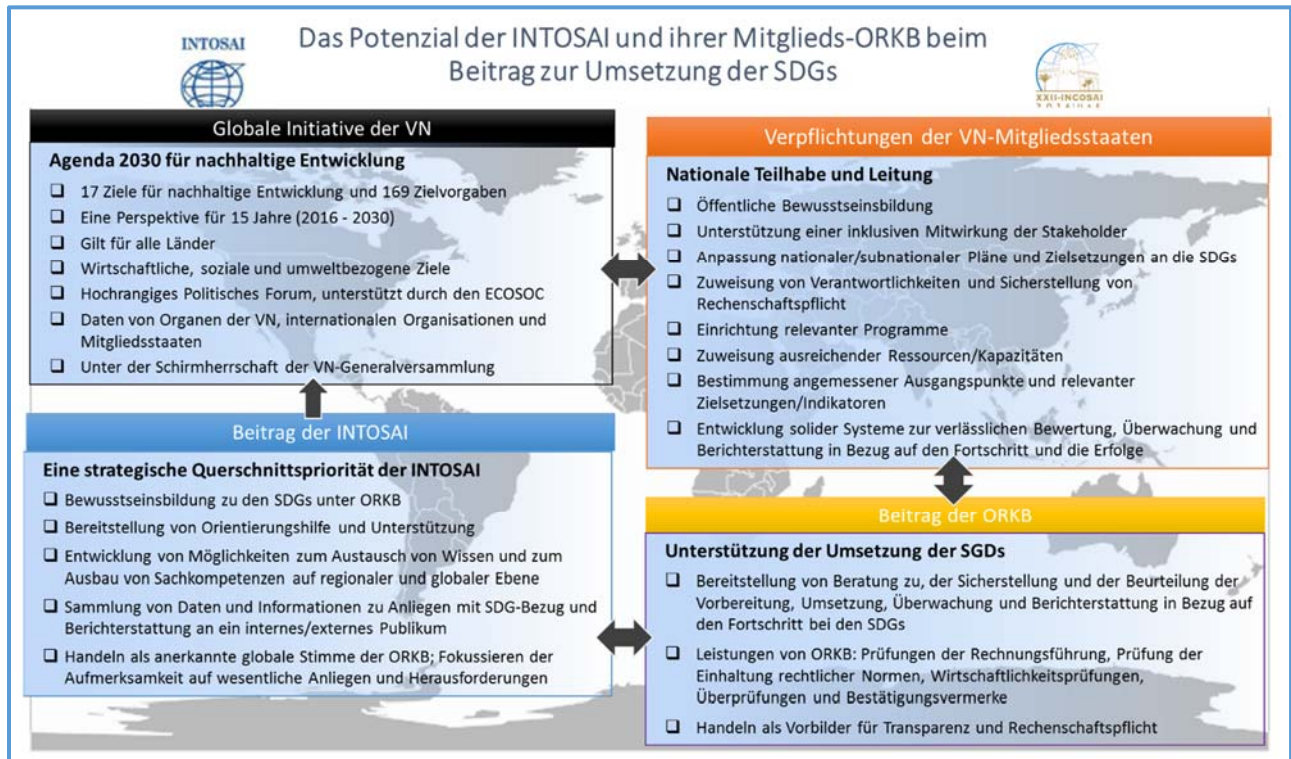 INTOSAI
Das Potenzial der INTOSAI und ihrer Mitglieds-ORKB beim
Beitrag zur Umsetzung der SDGs
XXII-INCOSAI
Globale Initiative der VN
Agenda 2030 für nachhaltige Entwicklung
❑ 17 Ziele für nachhaltige Entwicklung und 169 Zielvorgaben
❑ Eine Perspektive für 15 Jahre (2016 - 2030)
❑ Gilt für alle Länder
❑ Wirtschaftliche, soziale und umweltbezogene Ziele
❑ Hochrangiges Politisches Forum, unterstützt durch den ECOSOC
❑ Daten von Organen der VN, internationalen Organisationen und
Mitgliedsstaaten
❑ Unter der Schirmherrschaft der VN-Generalversammlung
Verpflichtungen der VN-Mitgliedsstaaten
Nationale Teilhabe und Leitung
❑ Öffentliche Bewusstseinsbildung
❑ Unterstützung einer inklusiven Mitwirkung der Stakeholder
❑ Anpassung nationaler/subnationaler Pläne und Zielsetzungen an die SDGs
❑ Zuweisung von Verantwortlichkeiten und Sicherstellung von
Rechenschaftspflicht
❑ Einrichtung relevanter Programme
❑ Zuweisung ausreichender Ressourcen/Kapazitäten
❑ Bestimmung angemessener Ausgangspunkte und relevanter
Zielsetzungen/Indikatoren
❑ Entwicklung solider Systeme zur verlässlichen Bewertung, Überwachung und
Berichterstattung in Bezug auf den Fortschritt und die Erfolge
Beitrag der INTOSAI
Eine strategische Querschnittspriorität der INTOSAI
❑ Bewusstseinsbildung zu den SDGs unter ORKB
❑ Bereitstellung von Orientierungshilfe und Unterstützung
❑ Entwicklung von Möglichkeiten zum Austausch von Wissen und zum
Ausbau von Sachkompetenzen auf regionaler und globaler Ebene
❑ Sammlung von Daten und Informationen zu Anliegen mit SDG-Bezug und
Berichterstattung an ein internes/externes Publikum
❑ Handeln als anerkannte globale Stimme der ORKB; Fokussieren der
Aufmerksamkeit auf wesentliche Anliegen und Herausforderungen
Beitrag der ORKB
Unterstützung der Umsetzung der SGDs
❑ Bereitstellung von Beratung zu, der Sicherstellung und der Beurteilung der
Vorbereitung, Umsetzung, Überwachung und Berichterstattung in Bezug auf
den Fortschritt bei den SDGs
❑ Leistungen von ORKB: Prüfungen der Rechnungsführung, Prüfung der
Einhaltung rechtlicher Normen, Wirtschaftlichkeitsprüfungen,
Überprüfungen und Bestätigungsvermerke
❑ Handeln als Vorbilder für Transparenz und Rechenschaftspflicht